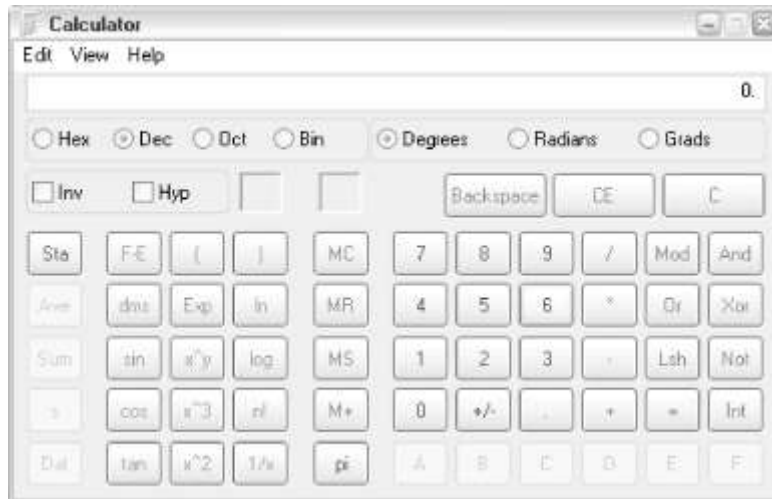 Calculator
Edit View Help
0.
Hex Dec Oct Bin Degrees Radians Grads
Inv Hyp Backspace CE C
Sta F-E ( ) MC 7 8 9 / Mod And
Ave dms Exp ln MR 4 5 6 * Or Xor
Sum sin x^y log MS 1 2 3 - Lsh Not
s cos x^3 n! M+ 0 +/- . + = Int
Dat tan x^2 1/x pi A B C D E F